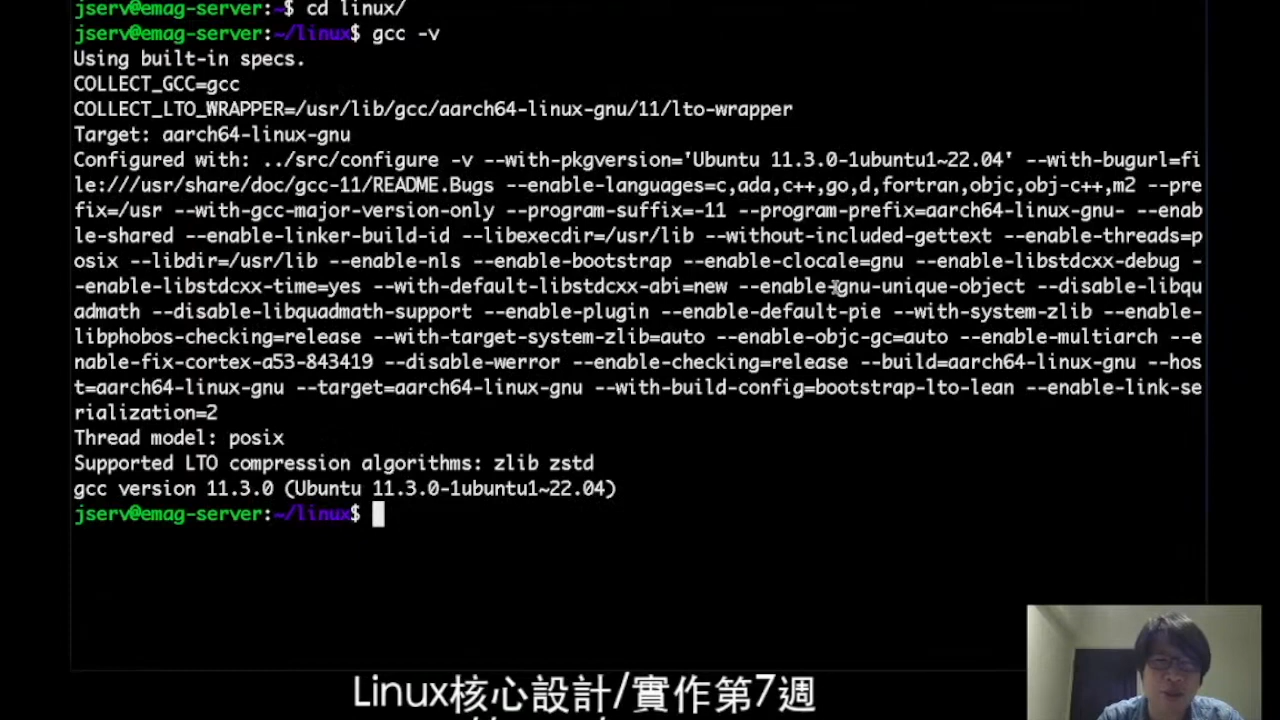 jserv@emag-server:~$ cd linux/
jserv@emag-server:~/linux$ gcc -v
Using built-in specs.
COLLECT_GCC=gcc
COLLECT_LTO_WRAPPER=/usr/lib/gcc/aarch64-linux-gnu/11/lto-wrapper
Target: aarch64-linux-gnu
Configured with: ../src/configure -v --with-pkgversion='Ubuntu 11.3.0-1ubuntu1~22.04' --with-bugurl=fi
le:///usr/share/doc/gcc-11/README.Bugs --enable-languages=c,ada,c++,go,d,fortran,objc,obj-c++,m2 --pre
fix=/usr --with-gcc-major-version-only --program-suffix=-11 --program-prefix=aarch64-linux-gnu- --enab
le-shared --enable-linker-build-id --libexecdir=/usr/lib --without-included-gettext --enable-threads=p
osix --libdir=/usr/lib --enable-nls --enable-bootstrap --enable-clocale=gnu --enable-libstdcxx-debug -
-enable-libstdcxx-time=yes --with-default-libstdcxx-abi=new --enable-gnu-unique-object --disable-libqu
admath --disable-libquadmath-support --enable-plugin --enable-default-pie --with-system-zlib --enable-
libphobos-checking=release --with-target-system-zlib=auto --enable-objc-gc=auto --enable-multiarch --e
nable-fix-cortex-a53-843419 --disable-werror --enable-checking=release --build=aarch64-linux-gnu --hos
t=aarch64-linux-gnu --target=aarch64-linux-gnu --with-build-config=bootstrap-lto-lean --enable-link-se
rialization=2
Thread model: posix
Supported LTO compression algorithms: zlib zstd
gcc version 11.3.0 (Ubuntu 11.3.0-1ubuntu1~22.04)
jserv@emag-server:~/linux$
Linux核心設計/實作第7週